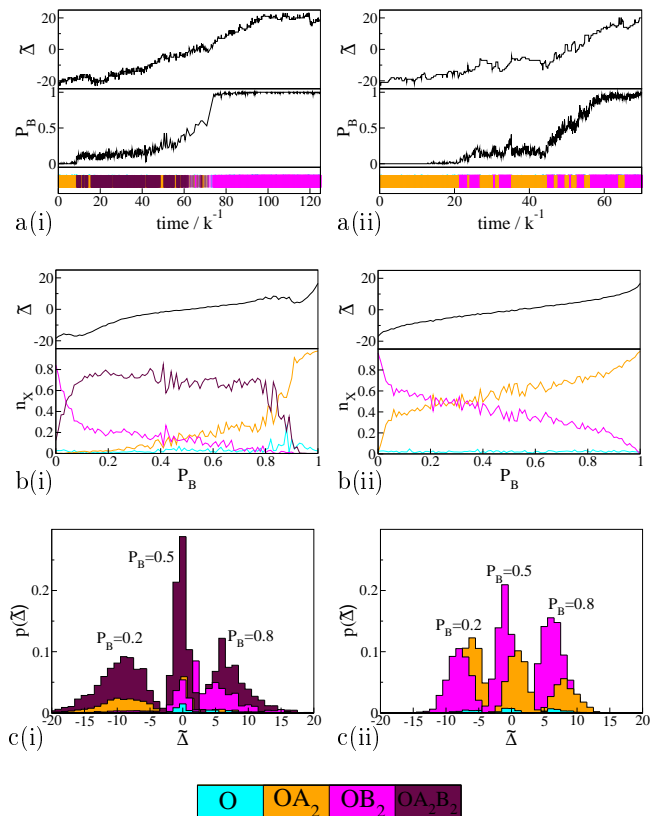 20
0
-20
Δ̃
1
0.5
0
P_B
0 20 40 60 80 100 120
time / k^-1
a(i)
20
0
-20
Δ̃
1
0.5
0
P_B
0 20 40 60
time / k^-1
a(ii)
20
0
-20
Δ̃
0.8
0.6
0.4
0.2
0
n_X
0 0.2 0.4 0.6 0.8 1
P_B
b(i)
20
0
-20
Δ̃
0.8
0.6
0.4
0.2
0
n_X
0 0.2 0.4 0.6 0.8 1
P_B
b(ii)
P_B=0.5
P_B=0.2
P_B=0.8
0.2
0.1
0
p(Δ̃)
-20 -15 -10 -5 0 5 10 15 20
Δ̃
c(i)
P_B=0.5
P_B=0.2
P_B=0.8
0.2
0.1
0
p(Δ̃)
-20 -15 -10 -5 0 5 10 15 20
Δ̃
c(ii)
O OA_2 OB_2 OA_2B_2